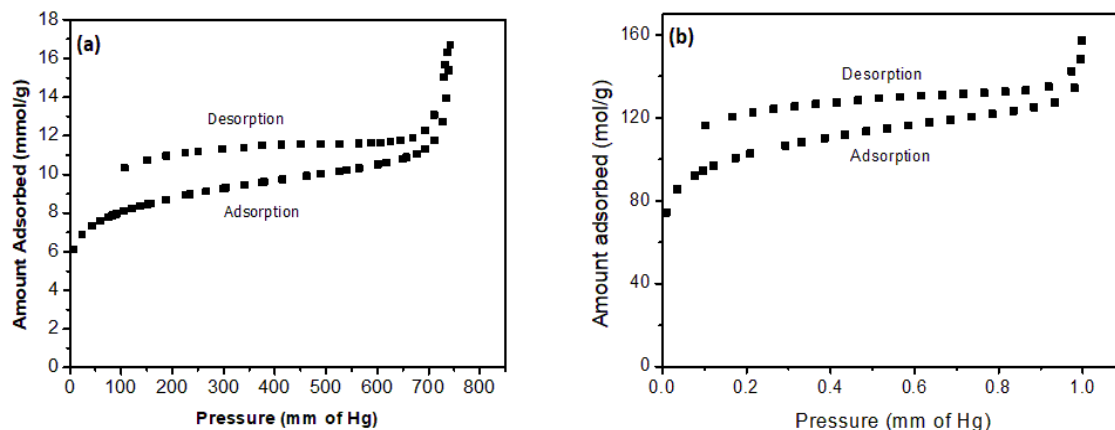 (a)
18
16
14
12
10
8
6
4
2
0
Amount Adsorbed (mmol/g)
Desorption
Adsorption
0 100 200 300 400 500 600 700 800
Pressure (mm of Hg)
(b)
160
120
80
40
0
Amount adsorbed (mol/g)
Desorption
Adsorption
0.0 0.2 0.4 0.6 0.8 1.0
Pressure (mm of Hg)